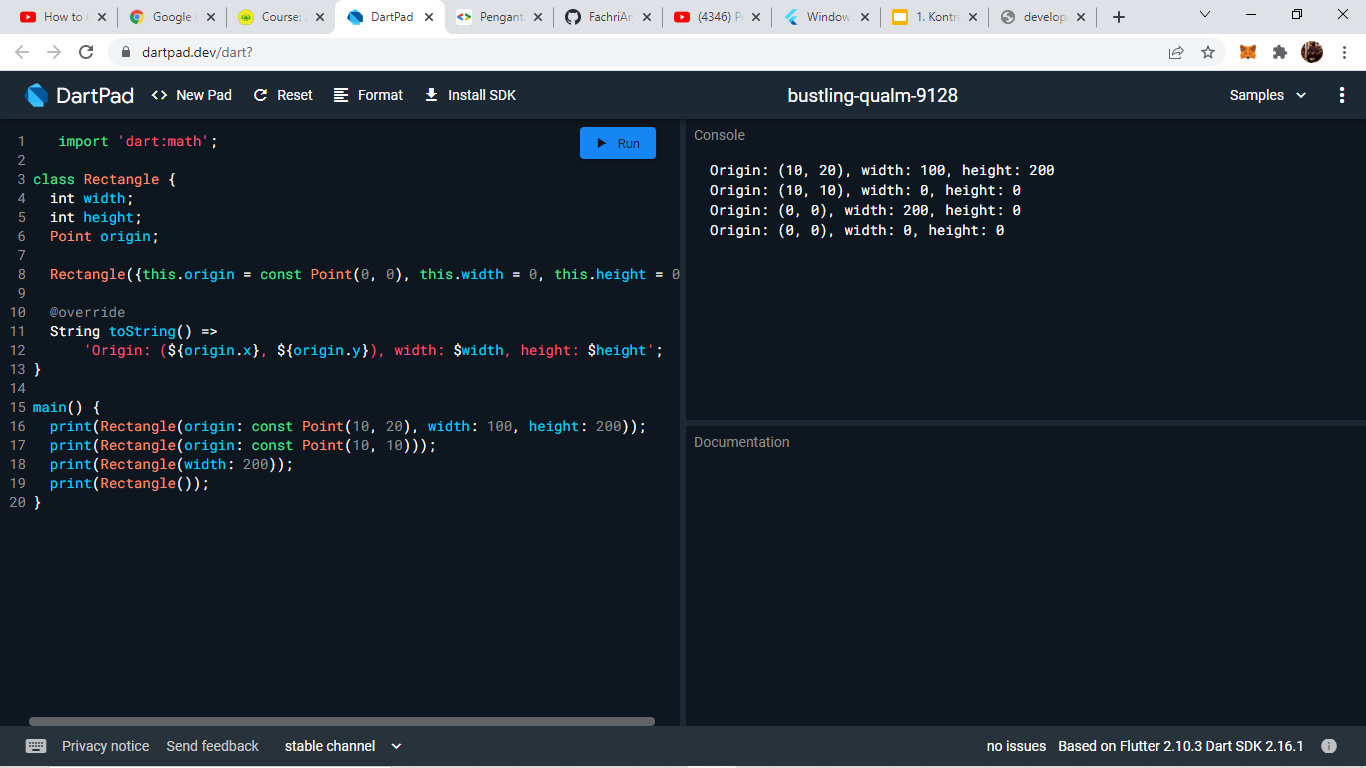 How to
Google
Course:
DartPad
Pengant
FachriAr
(4346) P
Window
1. Kontra
develop
dartpad.dev/dart?
DartPad
<> New Pad
Reset
Format
Install SDK
bustling-qualm-9128
Samples
1 import 'dart:math';
2
3 class Rectangle {
4 int width;
5 int height;
6 Point origin;
7
8 Rectangle({this.origin = const Point(0, 0), this.width = 0, this.height = 0
9
10 @override
11 String toString() =>
12 'Origin: (${origin.x}, ${origin.y}), width: $width, height: $height';
13 }
14
15 main() {
16 print(Rectangle(origin: const Point(10, 20), width: 100, height: 200));
17 print(Rectangle(origin: const Point(10, 10)));
18 print(Rectangle(width: 200));
19 print(Rectangle());
20 }
Run
Console
Origin: (10, 20), width: 100, height: 200
Origin: (10, 10), width: 0, height: 0
Origin: (0, 0), width: 200, height: 0
Origin: (0, 0), width: 0, height: 0
Documentation
Privacy notice
Send feedback
stable channel
no issues
Based on Flutter 2.10.3 Dart SDK 2.16.1